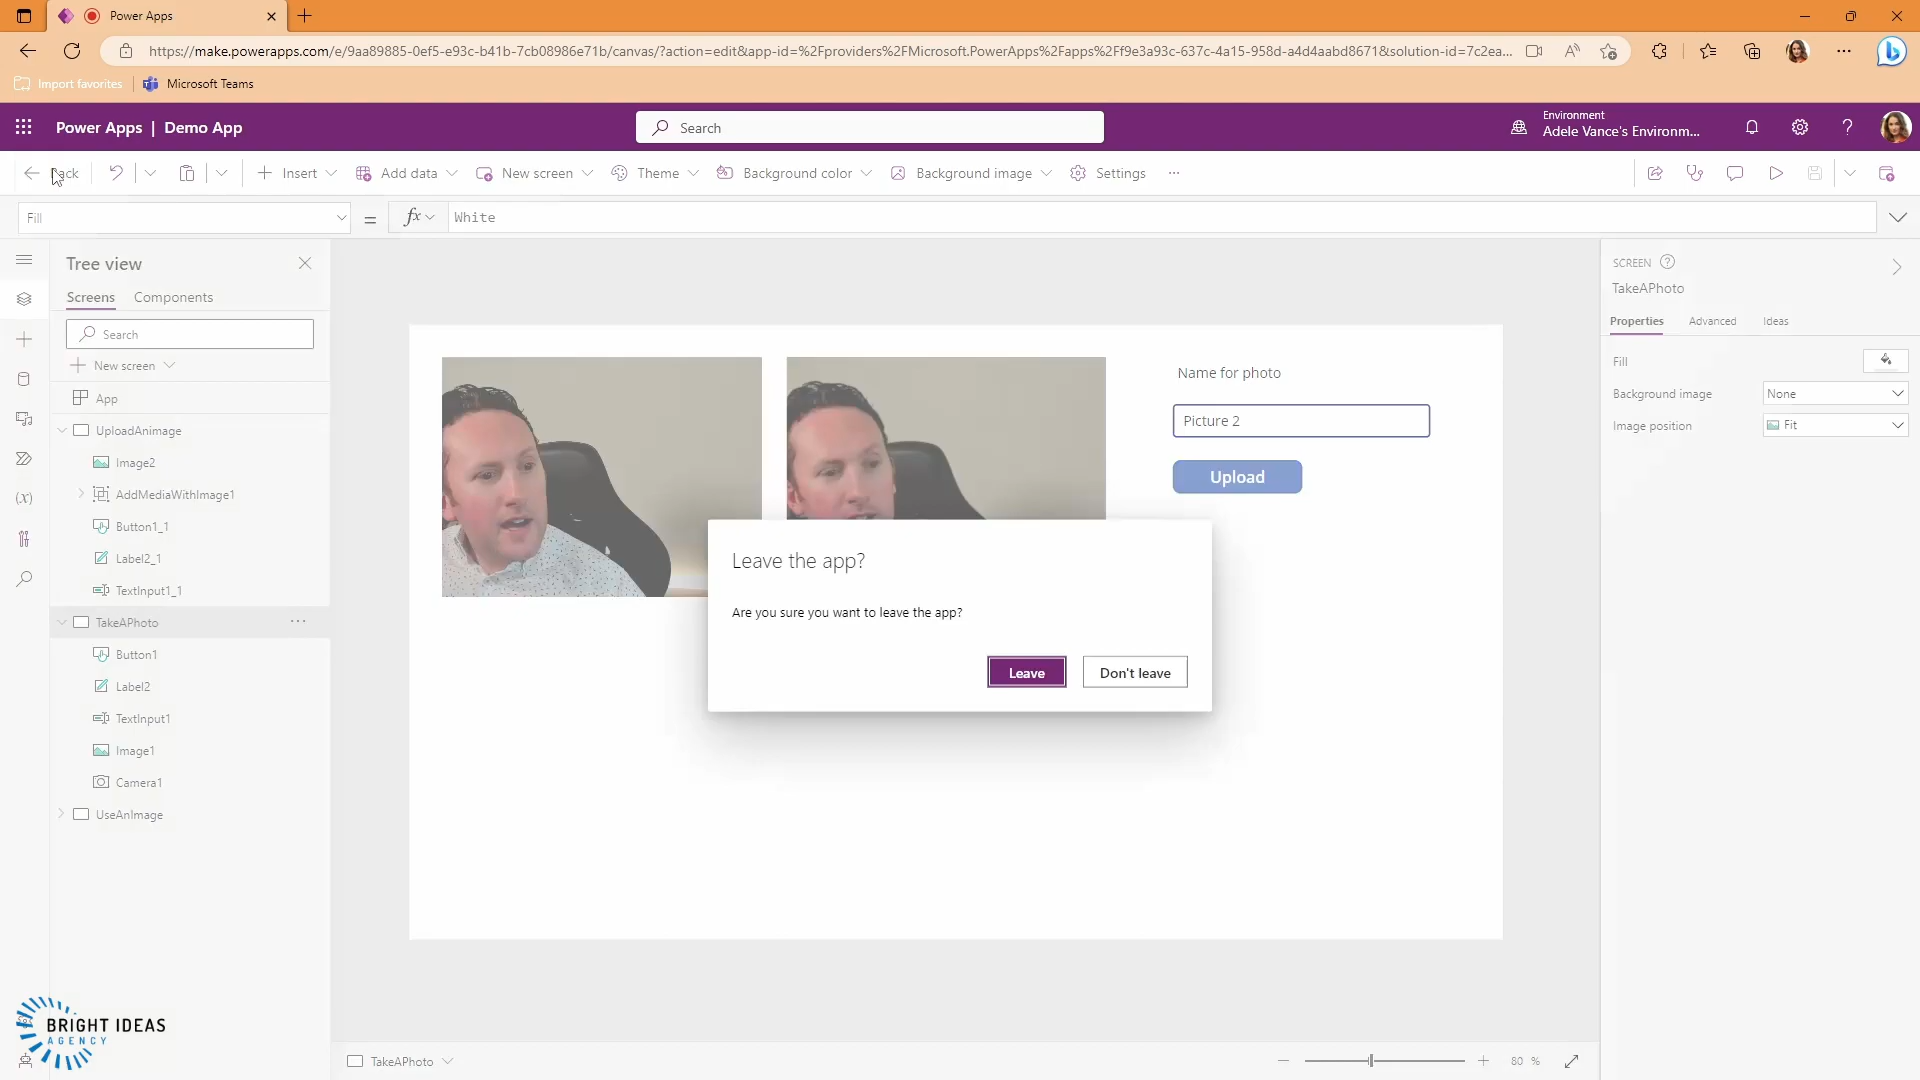 Power Apps
https://make.powerapps.com/e/9aa89885-0ef5-e93c-b41b-7cb08986e71b/canvas/?action=edit&app-id=%2Fproviders%2FMicrosoft.PowerApps%2Fapps%2Ff9e3a93c-637c-4a15-958d-a4d4aabd8671&solution-id=7c2ea...
Import favorites
Microsoft Teams
Power Apps | Demo App
Search
Environment
Adele Vance's Environm...
Back
Insert
Add data
New screen
Theme
Background color
Background image
Settings
Fill
=
fx
White
Tree view
Screens
Components
Search
New screen
App
UploadAnimage
Image2
AddMediaWithImage1
Button1_1
Label2_1
TextInput1_1
TakeAPhoto
Button1
Label2
TextInput1
Image1
Camera1
UseAnImage
Name for photo
Picture 2
Upload
Leave the app?
Are you sure you want to leave the app?
Leave
Don't leave
SCREEN
TakeAPhoto
Properties
Advanced
Ideas
Fill
Background image
None
Image position
Fit
BRIGHT IDEAS
AGENCY
TakeAPhoto
80 %